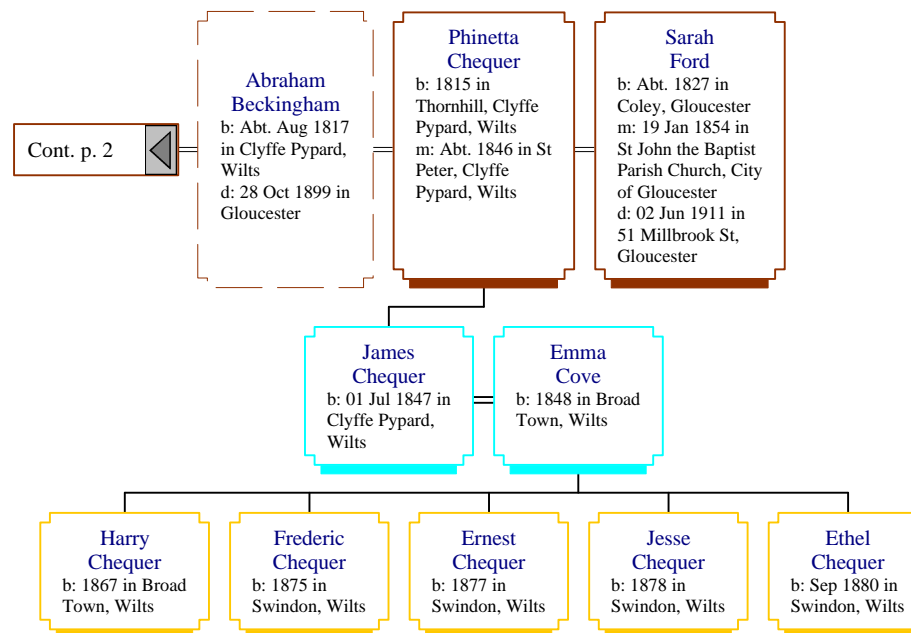 Cont. p. 2
Abraham
Beckingham
b: Abt. Aug 1817
in Clyffe Pypard,
Wilts
d: 28 Oct 1899 in
Gloucester
Phinetta
Chequer
b: 1815 in
Thornhill, Clyffe
Pypard, Wilts
m: Abt. 1846 in St
Peter, Clyffe
Pypard, Wilts
Sarah
Ford
b: Abt. 1827 in
Coley, Gloucester
m: 19 Jan 1854 in
St John the Baptist
Parish Church, City
of Gloucester
d: 02 Jun 1911 in
51 Millbrook St,
Gloucester
James
Chequer
b: 01 Jul 1847 in
Clyffe Pypard,
Wilts
Emma
Cove
b: 1848 in Broad
Town, Wilts
Harry
Chequer
b: 1867 in Broad
Town, Wilts
Frederic
Chequer
b: 1875 in
Swindon, Wilts
Ernest
Chequer
b: 1877 in
Swindon, Wilts
Jesse
Chequer
b: 1878 in
Swindon, Wilts
Ethel
Chequer
b: Sep 1880 in
Swindon, Wilts